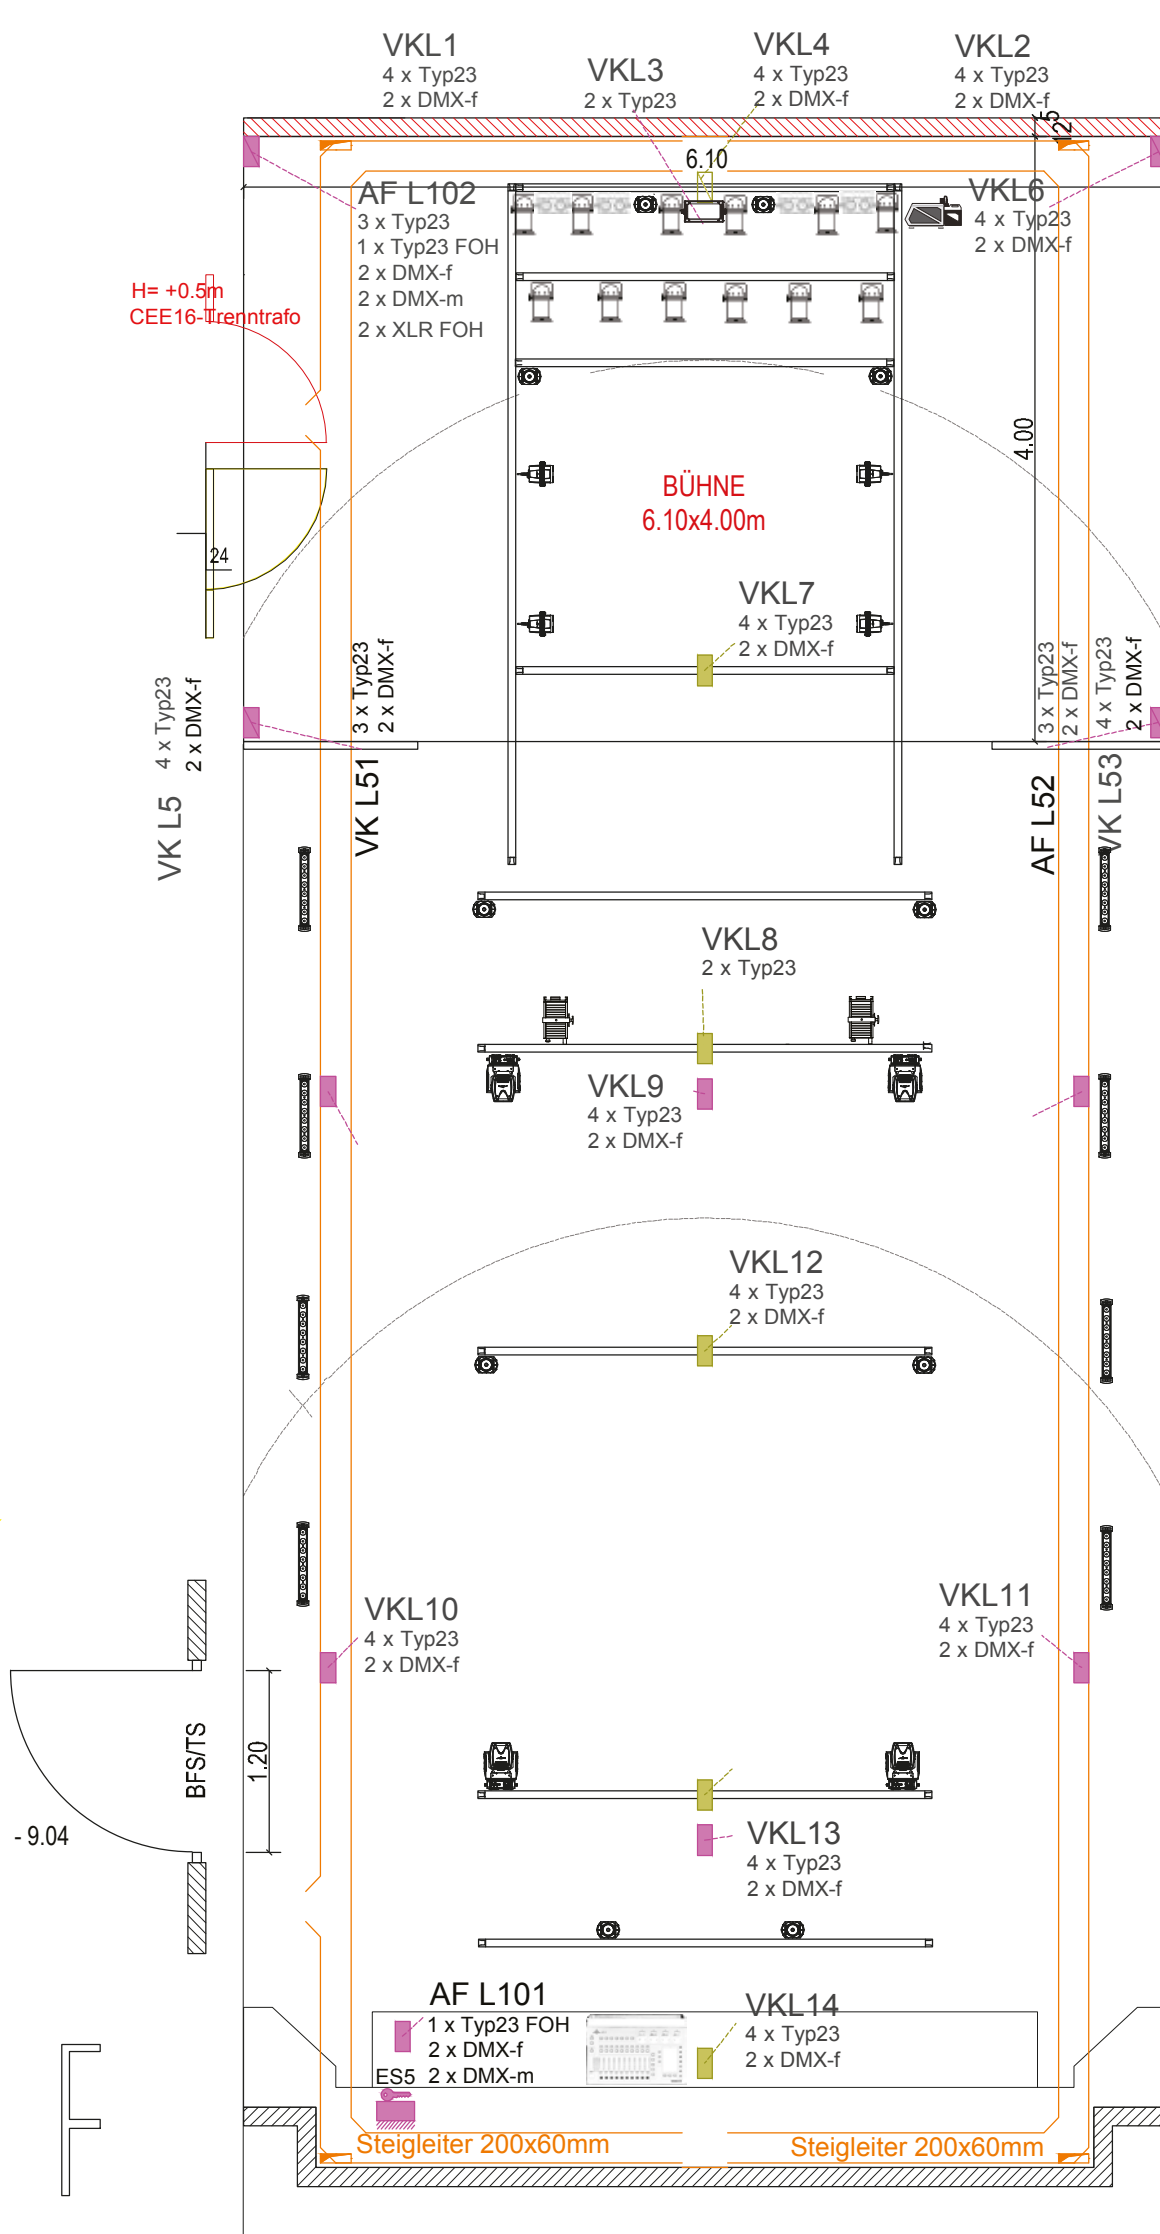 VKL1
4 x Typ23
2 x DMX-f
VKL3
2 x Typ23
VKL4
4 x Typ23
2 x DMX-f
VKL2
4 x Typ23
2 x DMX-f
5
12
6.10
AF L102
3 x Typ23
1 x Typ23 FOH
2 x DMX-f
2 x DMX-m
2 x XLR FOH
VKL6
4 x Typ23
2 x DMX-f
H= +0.5m
CEE16-Trenntrafo
4.00
BÜHNE
6.10x4.00m
24
VKL7
4 x Typ23
2 x DMX-f
VK L5
4 x Typ23
2 x DMX-f
VK L51
3 x Typ23
2 x DMX-f
AF L52
3 x Typ23
2 x DMX-f
VK L53
4 x Typ23
2 x DMX-f
VKL8
2 x Typ23
VKL9
4 x Typ23
2 x DMX-f
VKL12
4 x Typ23
2 x DMX-f
VKL10
4 x Typ23
2 x DMX-f
VKL11
4 x Typ23
2 x DMX-f
BFS/TS
1.20
- 9.04
VKL13
4 x Typ23
2 x DMX-f
AF L101
1 x Typ23 FOH
2 x DMX-f
2 x DMX-m
ES5
VKL14
4 x Typ23
2 x DMX-f
Steigleiter 200x60mm
Steigleiter 200x60mm